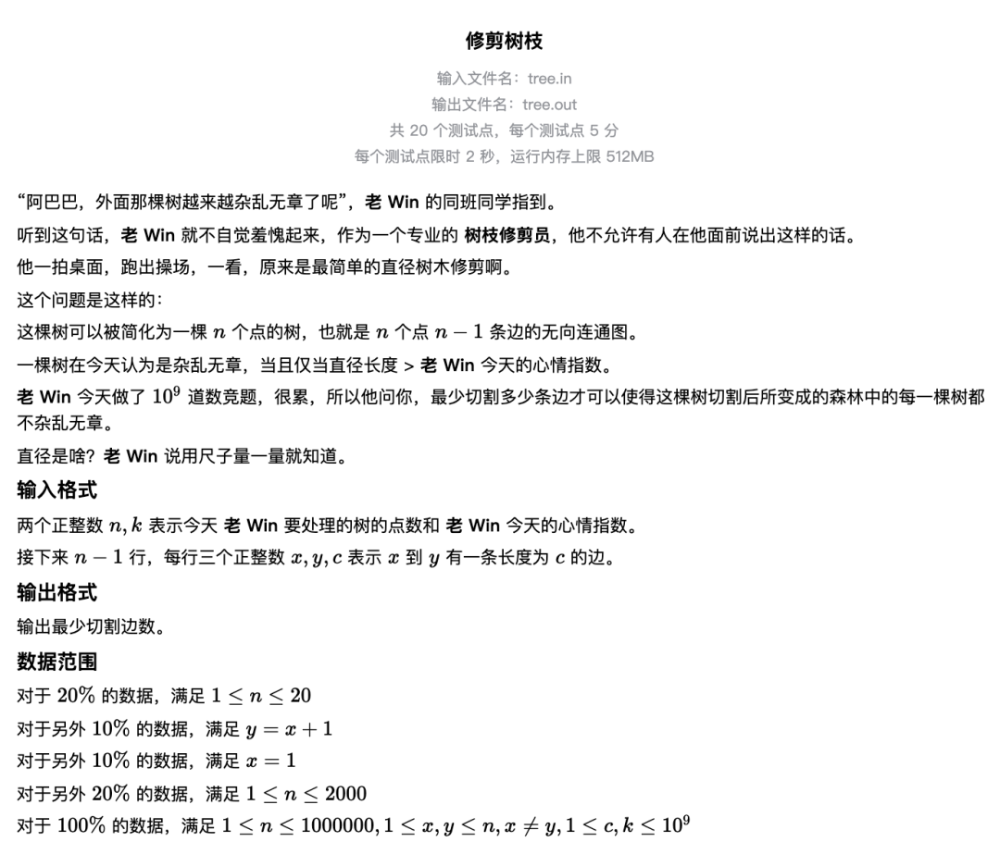 修剪树枝
输入文件名：tree.in
输出文件名：tree.out
共 20 个测试点，每个测试点 5 分
每个测试点限时 2 秒，运行内存上限 512MB
“阿巴巴，外面那棵树越来越杂乱无章了呢”，老 Win 的同班同学指到。
听到这句话，老 Win 就不自觉羞愧起来，作为一个专业的 树枝修剪员，他不允许有人在他面前说出这样的话。
他一拍桌面，跑出操场，一看，原来是最简单的直径树木修剪啊。
这个问题是这样的：
这棵树可以被简化为一棵 n 个点的树，也就是 n 个点 n − 1 条边的无向连通图。
一棵树在今天认为是杂乱无章，当且仅当直径长度 > 老 Win 今天的心情指数。
老 Win 今天做了 10⁹ 道数竞题，很累，所以他问你，最少切割多少条边才可以使得这棵树切割后所变成的森林中的每一棵树都
不杂乱无章。
直径是啥？老 Win 说用尺子量一量就知道。
输入格式
两个正整数 n, k 表示今天 老 Win 要处理的树的点数和 老 Win 今天的心情指数。
接下来 n − 1 行，每行三个正整数 x, y, c 表示 x 到 y 有一条长度为 c 的边。
输出格式
输出最少切割边数。
数据范围
对于 20% 的数据，满足 1 ≤ n ≤ 20
对于另外 10% 的数据，满足 y = x + 1
对于另外 10% 的数据，满足 x = 1
对于另外 20% 的数据，满足 1 ≤ n ≤ 2000
对于 100% 的数据，满足 1 ≤ n ≤ 1000000, 1 ≤ x, y ≤ n, x ≠ y, 1 ≤ c, k ≤ 10⁹